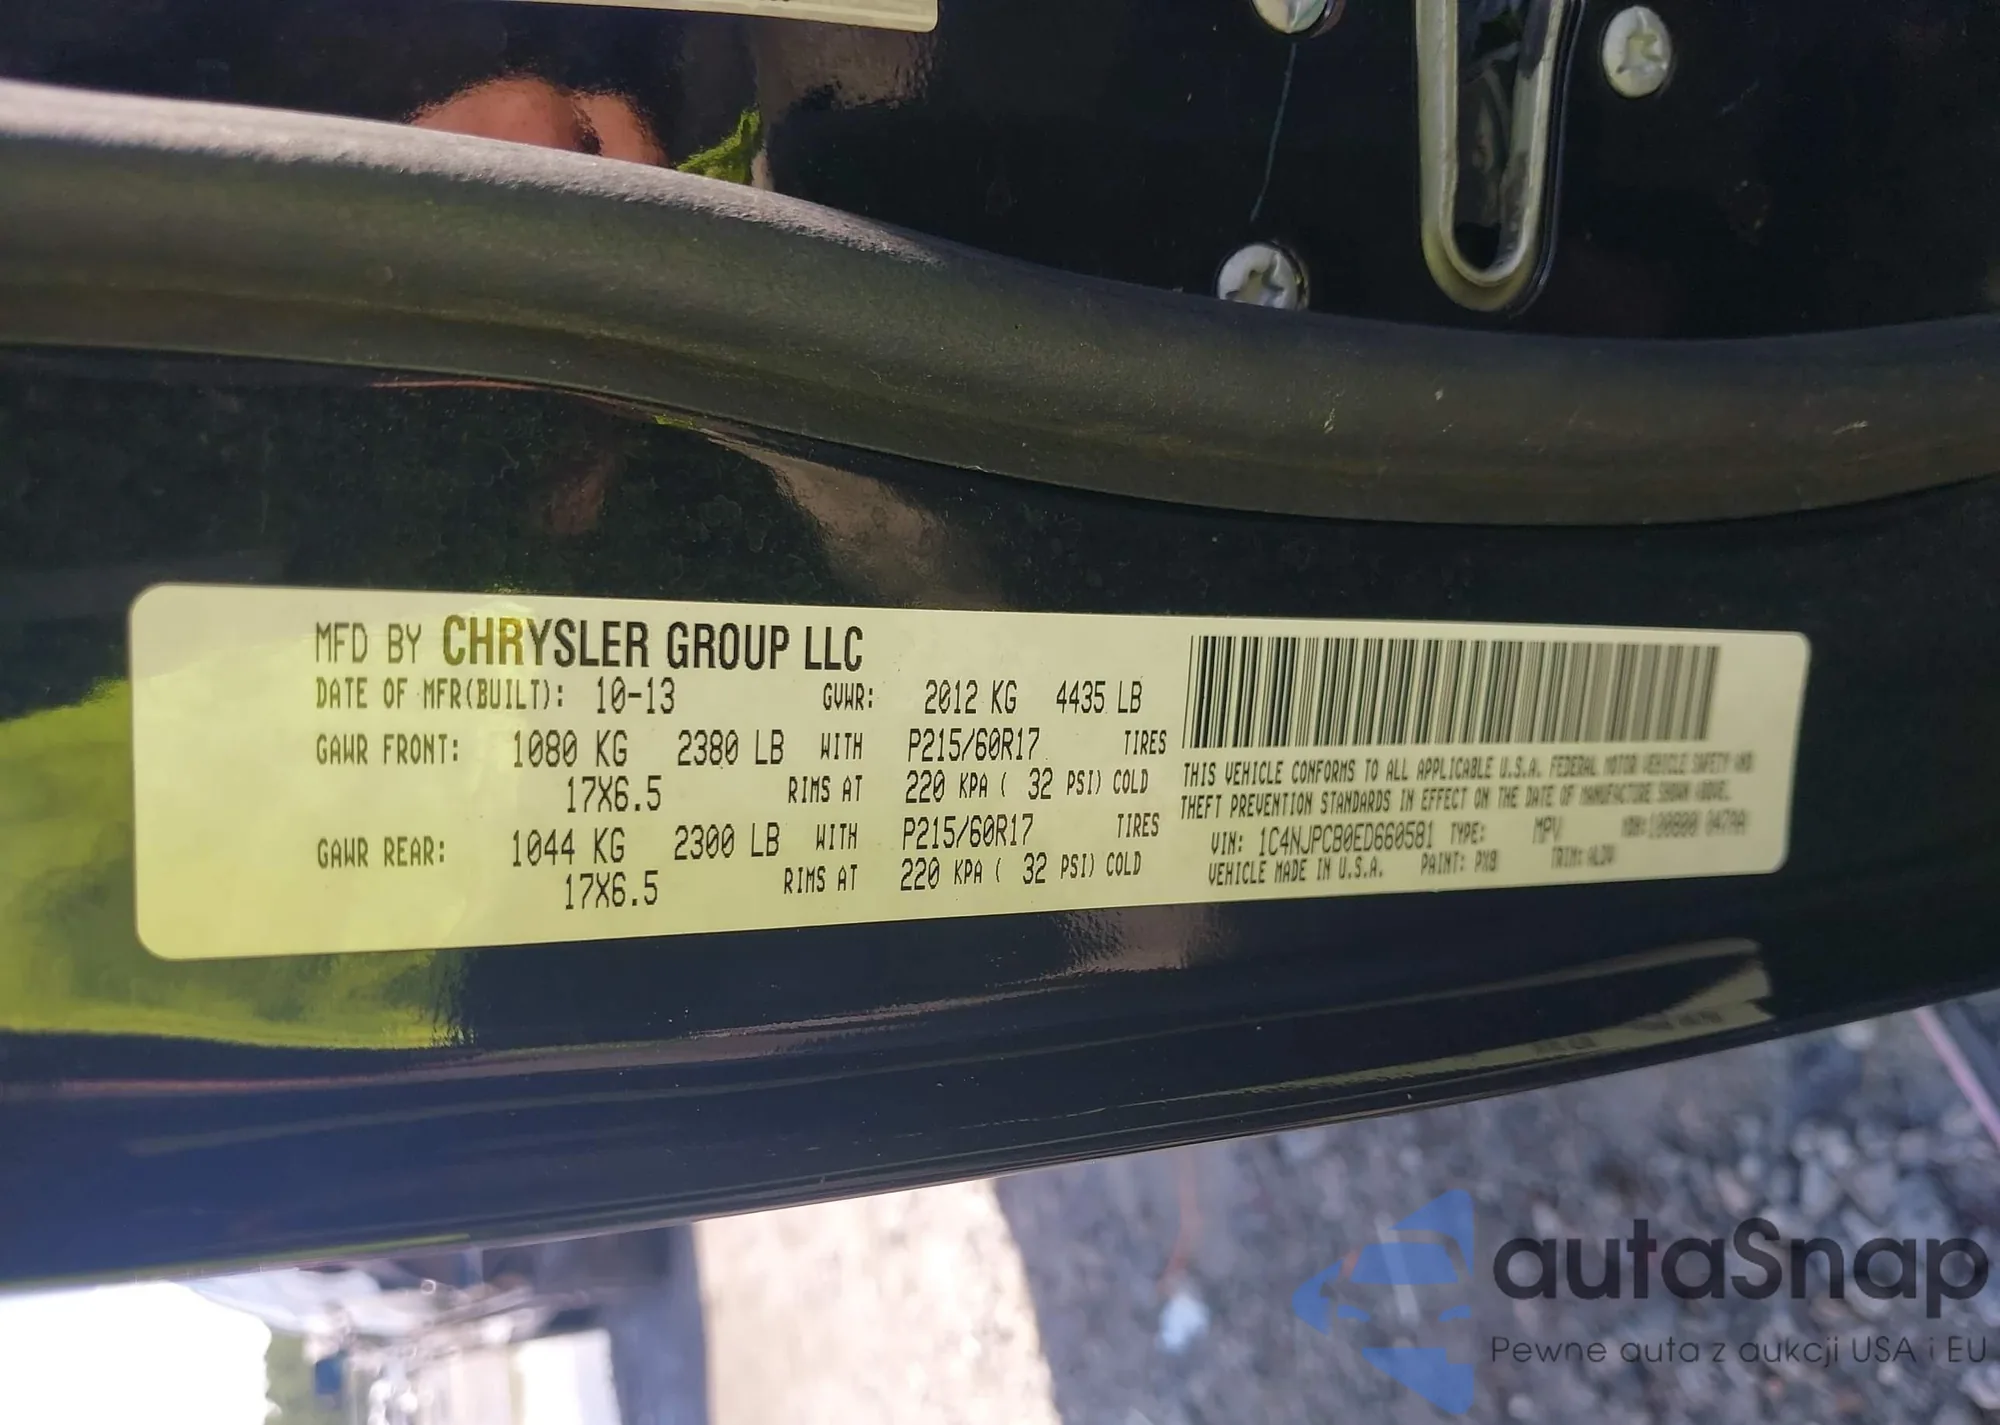 MFD BY CHRYSLER GROUP LLC
DATE OF MFR(BUILT): 10-13 GVWR: 2012 KG 4435 LB
GAWR FRONT: 1080 KG 2380 LB WITH P215/60R17 TIRES
17X6.5 RIMS AT 220 KPA ( 32 PSI) COLD
GAWR REAR: 1044 KG 2300 LB WITH P215/60R17 TIRES
17X6.5 RIMS AT 220 KPA ( 32 PSI) COLD
THIS VEHICLE CONFORMS TO ALL APPLICABLE U.S.A. FEDERAL MOTOR VEHICLE SAFETY AND
THEFT PREVENTION STANDARDS IN EFFECT ON THE DATE OF MANUFACTURE SHOWN ABOVE.
VIN: 1C4NJPCB0ED660581 TYPE: MPV
VEHICLE MADE IN U.S.A. PAINT: PX8
autaSnap
Pewne auta z aukcji USA i EU